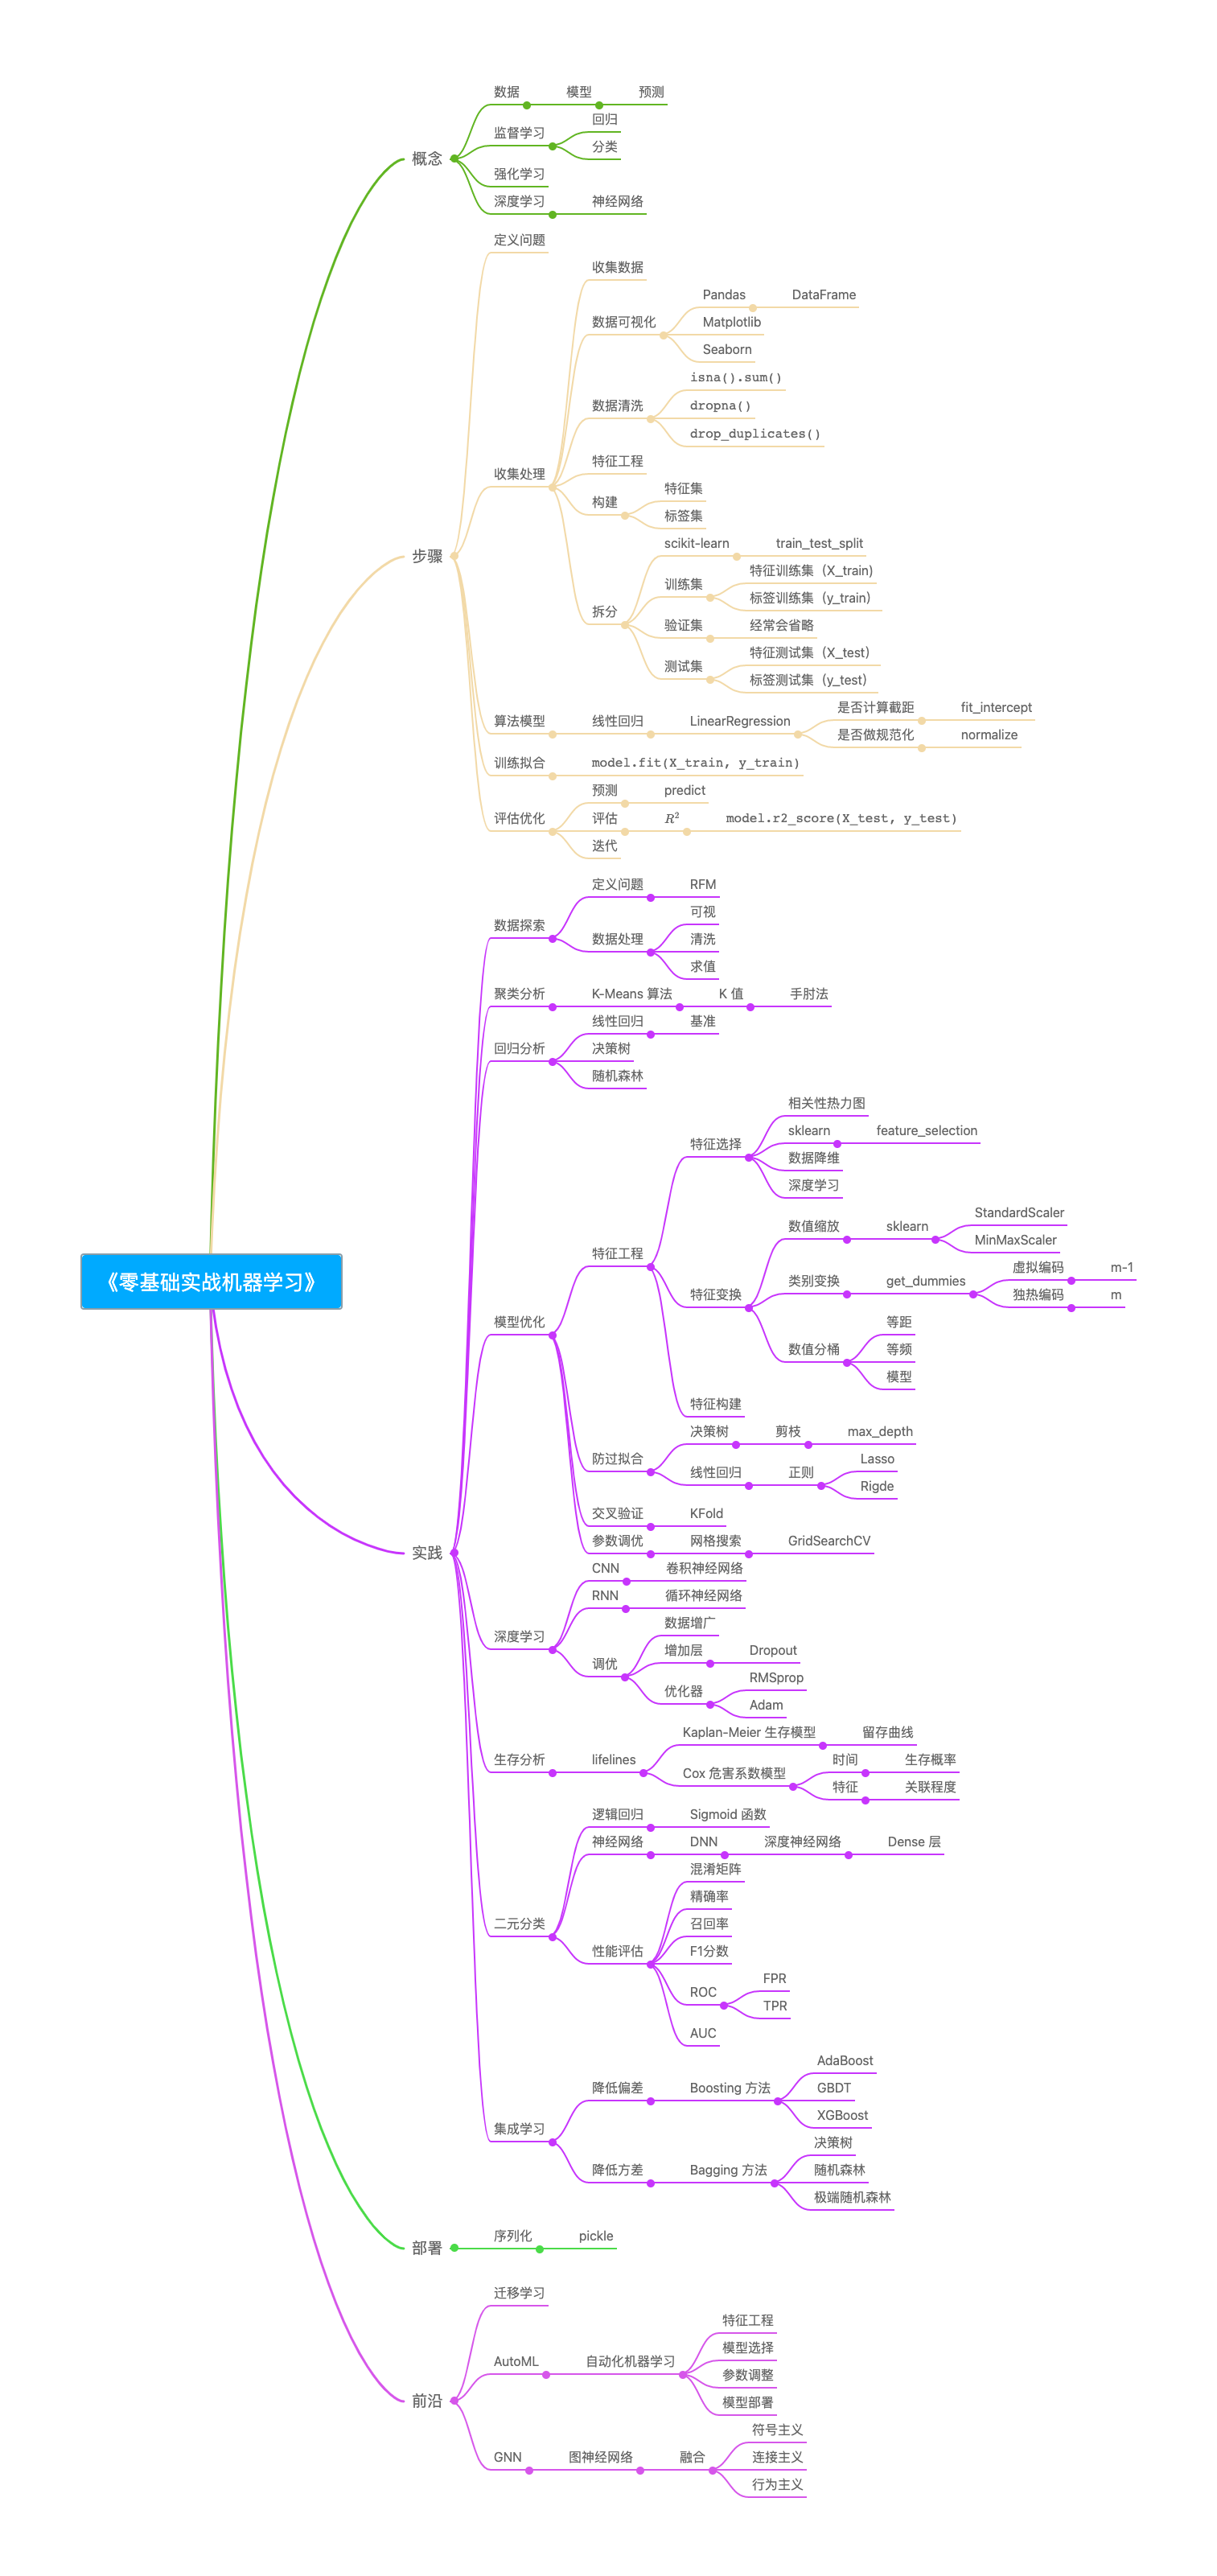 《零基础实战机器学习》
概念
数据 模型 预测
监督学习
回归
分类
强化学习
深度学习 神经网络
步骤
定义问题
收集处理
收集数据
数据可视化
Pandas DataFrame
Matplotlib
Seaborn
数据清洗
isna().sum()
dropna()
drop_duplicates()
特征工程
构建
特征集
标签集
拆分
scikit-learn train_test_split
训练集
特征训练集（X_train)
标签训练集（y_train)
验证集 经常会省略
测试集
特征测试集（X_test)
标签测试集（y_test)
算法模型 线性回归 LinearRegression
是否计算截距 fit_intercept
是否做规范化 normalize
训练拟合 model.fit(X_train, y_train)
评估优化
预测 predict
评估 R² model.r2_score(X_test, y_test)
迭代
实践
数据探索
定义问题 RFM
数据处理
可视
清洗
求值
聚类分析 K-Means 算法 K 值 手肘法
回归分析
线性回归 基准
决策树
随机森林
模型优化
特征工程
特征选择
相关性热力图
sklearn feature_selection
数据降维
深度学习
特征变换
数值缩放 sklearn
StandardScaler
MinMaxScaler
类别变换 get_dummies
虚拟编码 m-1
独热编码 m
数值分桶
等距
等频
模型
特征构建
防过拟合
决策树 剪枝 max_depth
线性回归 正则
Lasso
Rigde
交叉验证 KFold
参数调优 网格搜索 GridSearchCV
深度学习
CNN 卷积神经网络
RNN 循环神经网络
调优
数据增广
增加层 Dropout
优化器
RMSprop
Adam
生存分析 lifelines
Kaplan-Meier 生存模型 留存曲线
Cox 危害系数模型
时间 生存概率
特征 关联程度
二元分类
逻辑回归 Sigmoid 函数
神经网络 DNN 深度神经网络 Dense 层
性能评估
混淆矩阵
精确率
召回率
F1分数
ROC
FPR
TPR
AUC
集成学习
降低偏差 Boosting 方法
AdaBoost
GBDT
XGBoost
降低方差 Bagging 方法
决策树
随机森林
极端随机森林
部署
序列化 pickle
前沿
迁移学习
AutoML 自动化机器学习
特征工程
模型选择
参数调整
模型部署
GNN 图神经网络 融合
符号主义
连接主义
行为主义